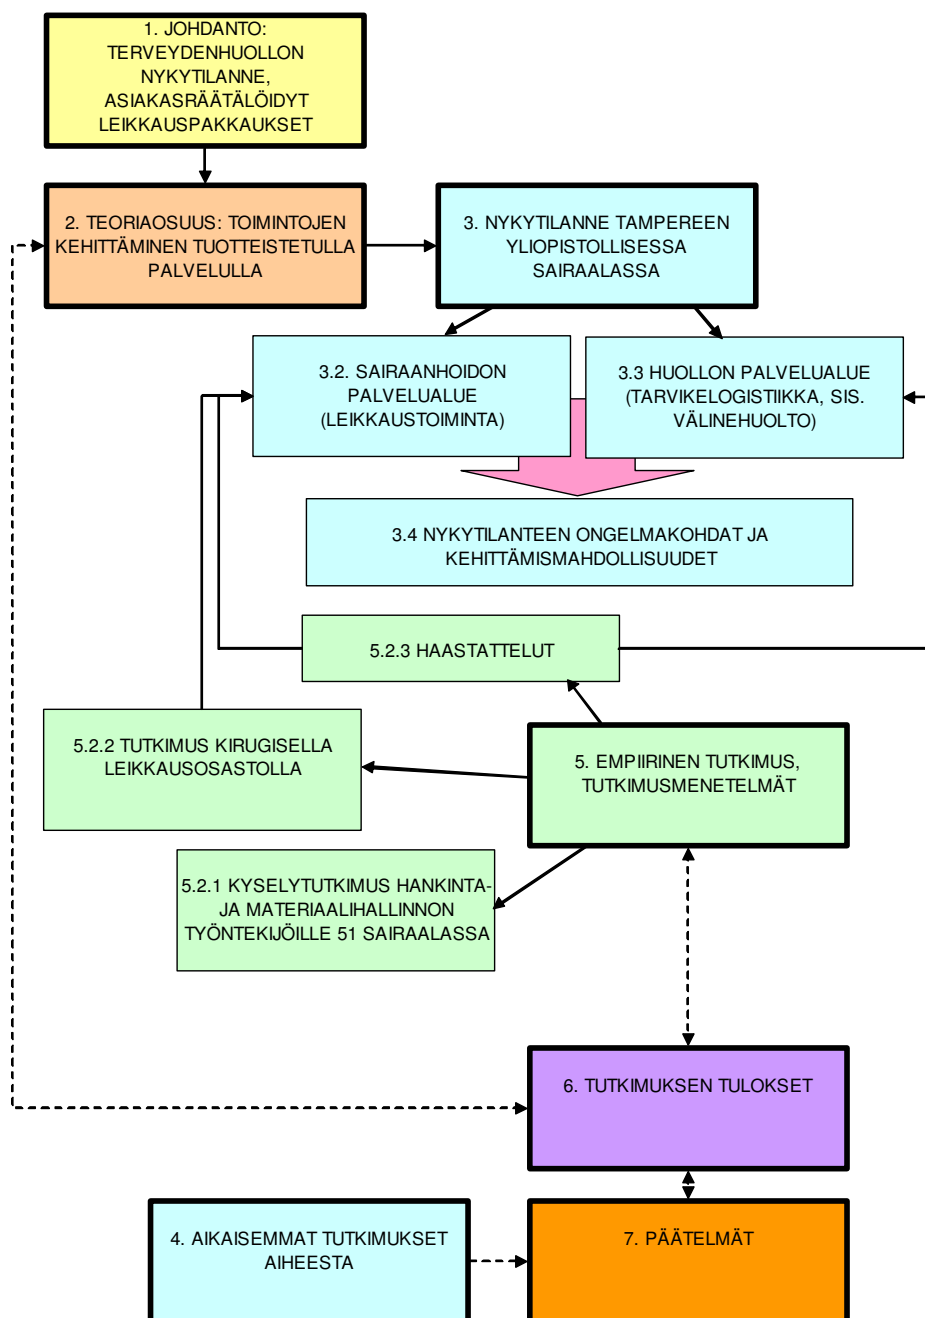 1. JOHDANTO:
TERVEYDENHUOLLON
NYKYTILANNE,
ASIAKASRÄÄTÄLÖIDYT
LEIKKAUSPAKKAUKSET
2. TEORIAOSUUS: TOIMINTOJEN
KEHITTÄMINEN TUOTTEISTETULLA
PALVELULLA
3. NYKYTILANNE TAMPEREEN
YLIOPISTOLLISESSA
SAIRAALASSA
3.2. SAIRAANHOIDON
PALVELUALUE
(LEIKKAUSTOIMINTA)
3.3 HUOLLON PALVELUALUE
(TARVIKELOGISTIIKKA, SIS.
VÄLINEHUOLTO)
3.4 NYKYTILANTEEN ONGELMAKOHDAT JA
KEHITTÄMISMAHDOLLISUUDET
5.2.3 HAASTATTELUT
5.2.2 TUTKIMUS KIRUGISELLA
LEIKKAUSOSASTOLLA
5. EMPIIRINEN TUTKIMUS,
TUTKIMUSMENETELMÄT
5.2.1 KYSELYTUTKIMUS HANKINTA-
JA MATERIAALIHALLINNON
TYÖNTEKIJÖILLE 51 SAIRAALASSA
6. TUTKIMUKSEN TULOKSET
4. AIKAISEMMAT TUTKIMUKSET
AIHEESTA
7. PÄÄTELMÄT